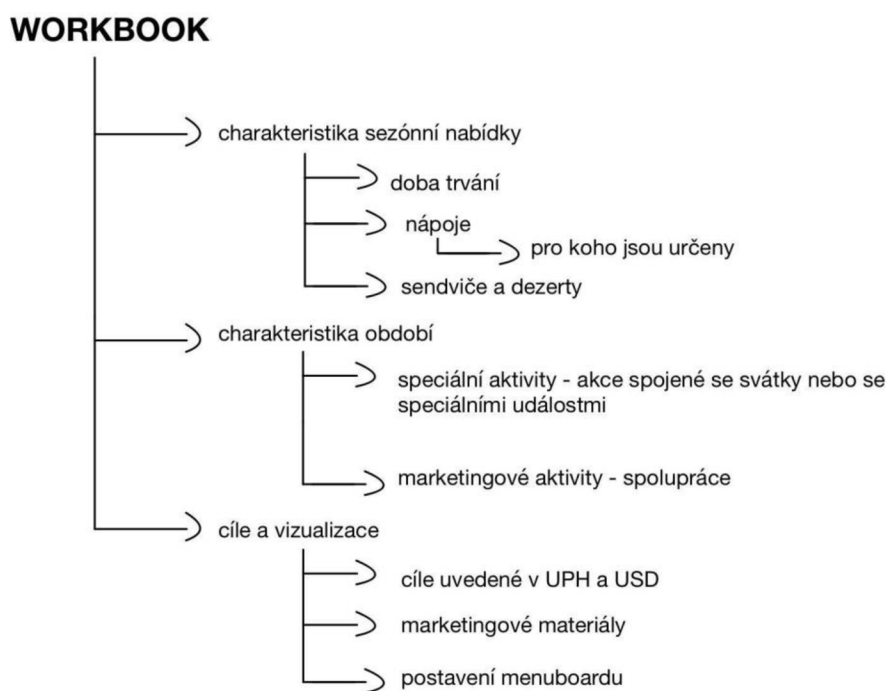 WORKBOOK
charakteristika sezónní nabídky
doba trvání
nápoje
pro koho jsou určeny
sendviče a dezerty
charakteristika období
speciální aktivity - akce spojené se svátky nebo se
speciálními událostmi
marketingové aktivity - spolupráce
cíle a vizualizace
cíle uvedené v UPH a USD
marketingové materiály
postavení menuboardu